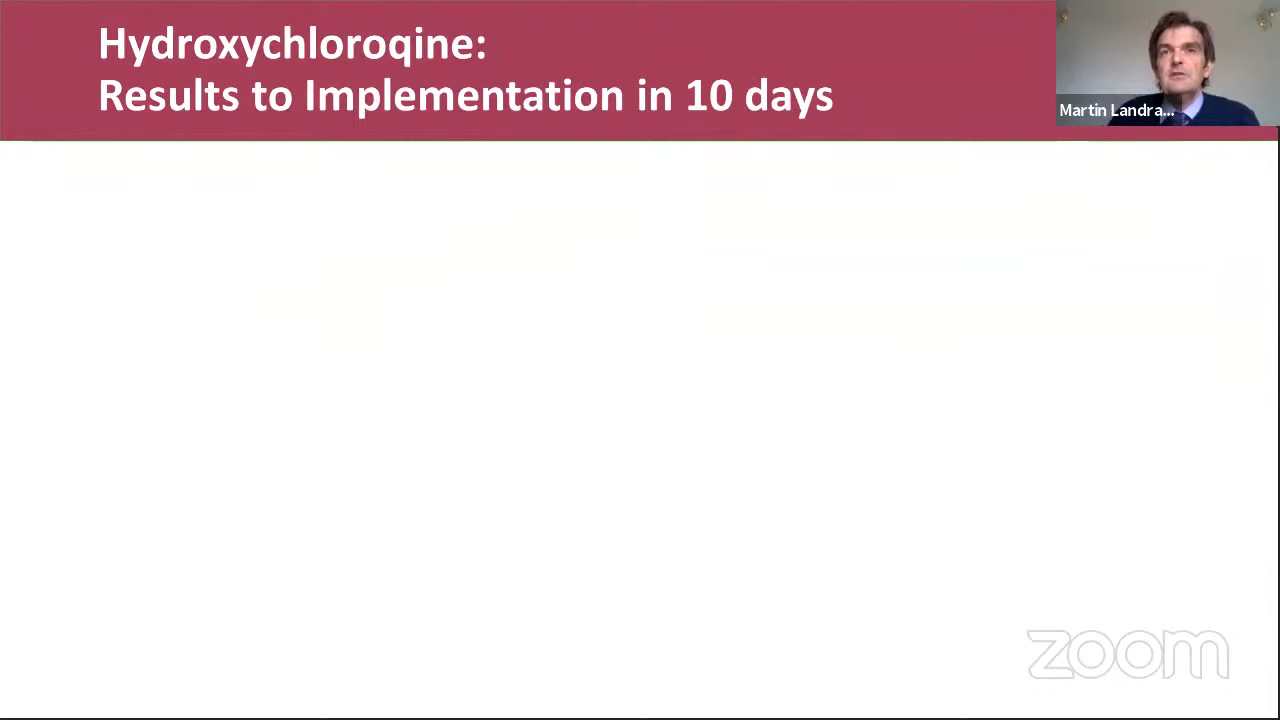 Hydroxychloroqine:
Results to Implementation in 10 days
Martin Landra...
zoom